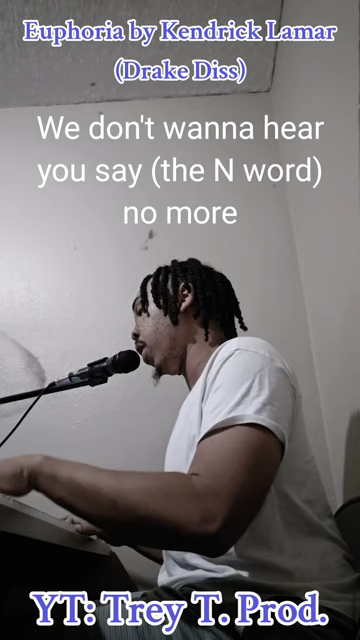 Euphoria by Kendrick Lamar
(Drake Diss)
We don't wanna hear
you say (the N word)
no more
YT: Trey T. Prod.